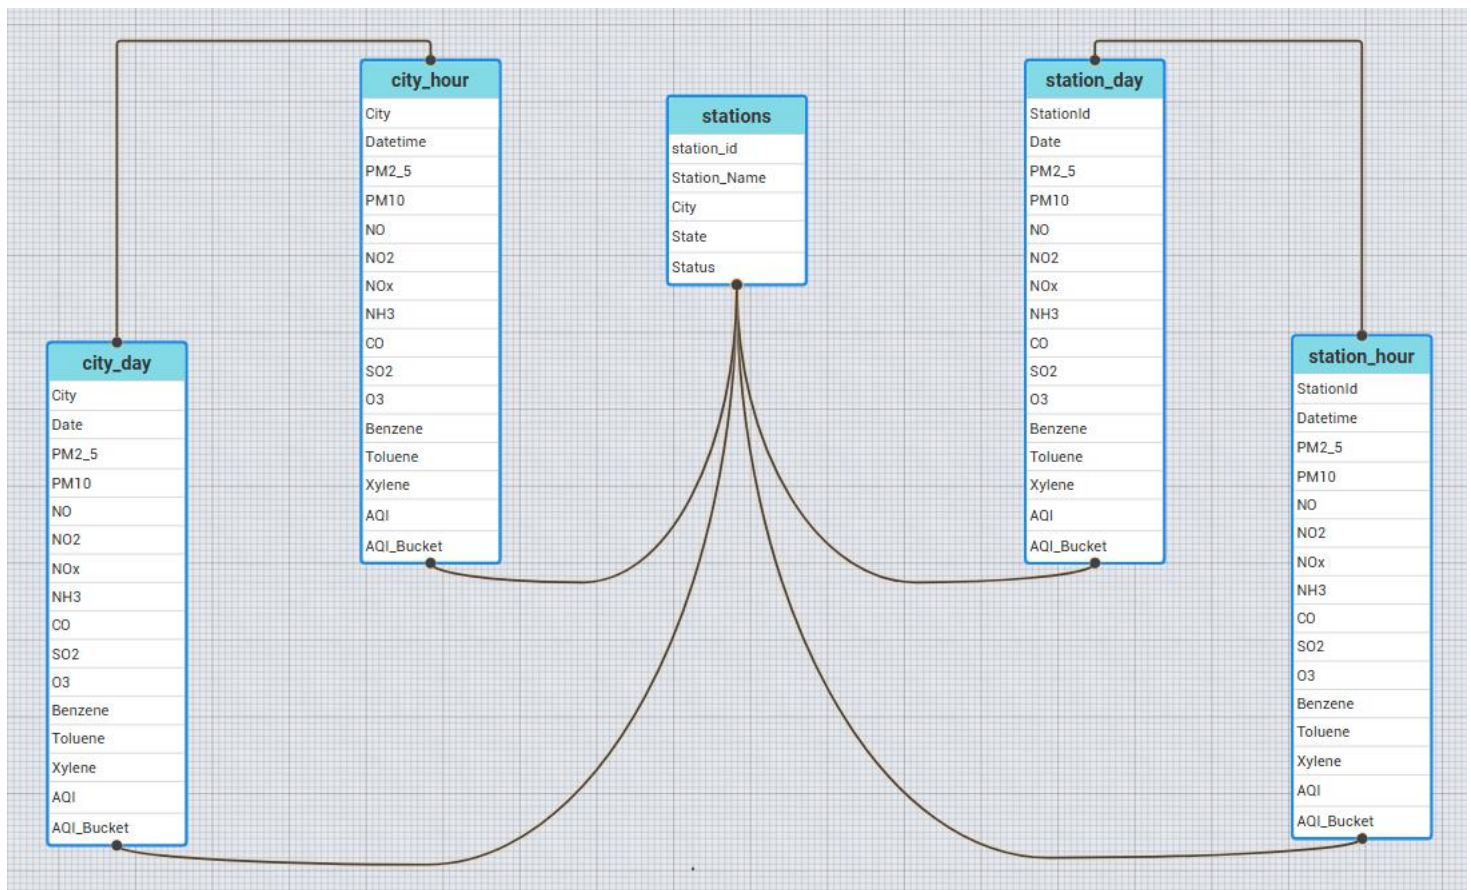 city_hour
City
Datetime
PM2_5
PM10
NO
NO2
NOx
NH3
CO
SO2
O3
Benzene
Toluene
Xylene
AQI
AQI_Bucket
stations
station_id
Station_Name
City
State
Status
station_day
StationId
Date
PM2_5
PM10
NO
NO2
NOx
NH3
CO
SO2
O3
Benzene
Toluene
Xylene
AQI
AQI_Bucket
city_day
City
Date
PM2_5
PM10
NO
NO2
NOx
NH3
CO
SO2
O3
Benzene
Toluene
Xylene
AQI
AQI_Bucket
station_hour
StationId
Datetime
PM2_5
PM10
NO
NO2
NOx
NH3
CO
SO2
O3
Benzene
Toluene
Xylene
AQI
AQI_Bucket